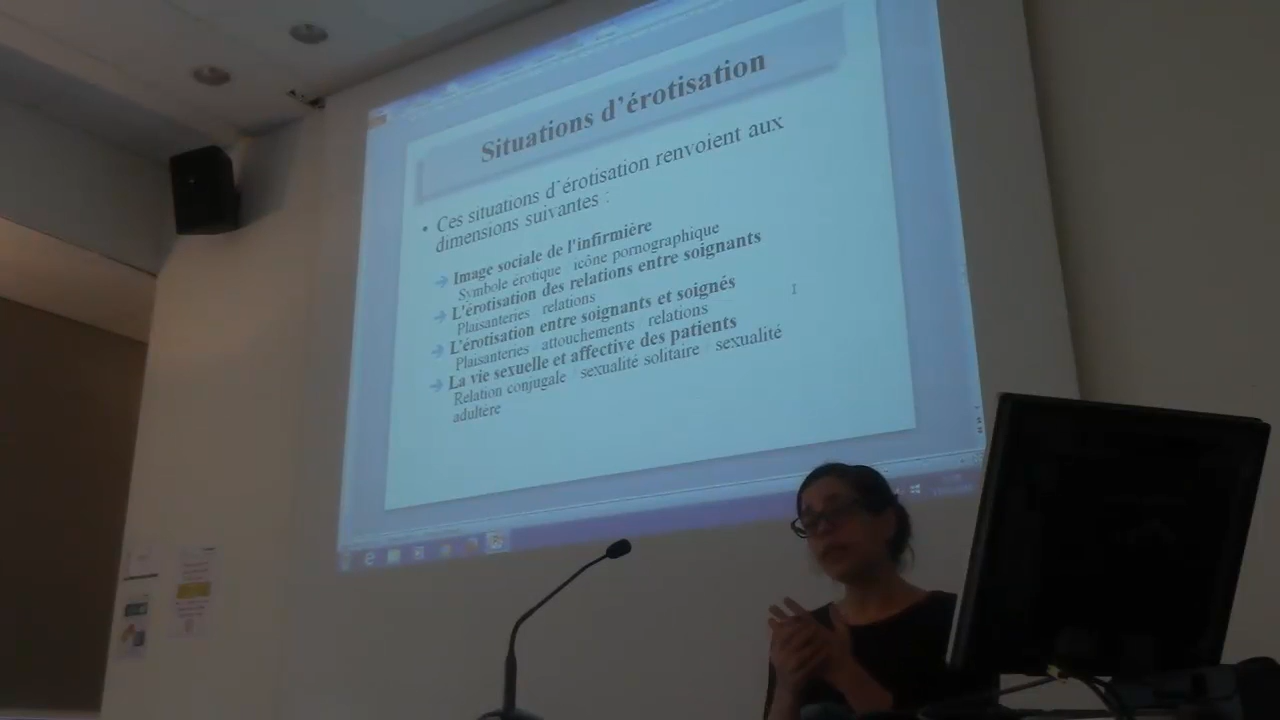 Situations d'érotisation
• Ces situations d'érotisation renvoient aux
dimensions suivantes :
Image sociale de l'infirmière
Symbole érotique / icône pornographique
L'érotisation des relations entre soignants
Plaisanteries / relations
L'érotisation entre soignants et soignés
Plaisanteries / attouchements / relations
La vie sexuelle et affective des patients
Relation conjugale / sexualité solitaire / sexualité
adultère